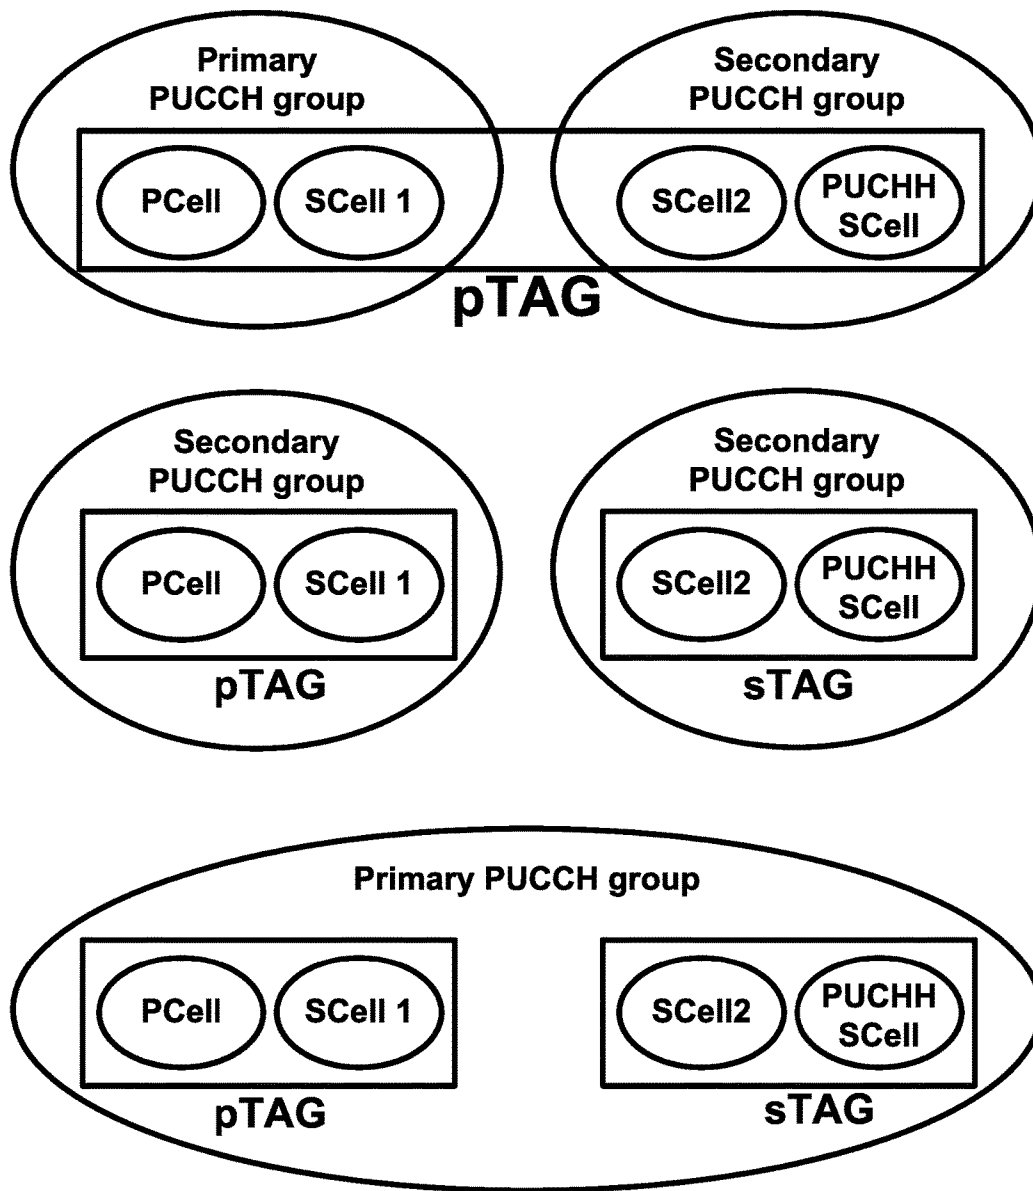 Primary
PUCCH group
Secondary
PUCCH group
PCell
SCell 1
SCell2
PUCHH
SCell
pTAG
Secondary
PUCCH group
Secondary
PUCCH group
PCell
SCell 1
SCell2
PUCHH
SCell
pTAG
sTAG
Primary PUCCH group
PCell
SCell 1
SCell2
PUCHH
SCell
pTAG
sTAG